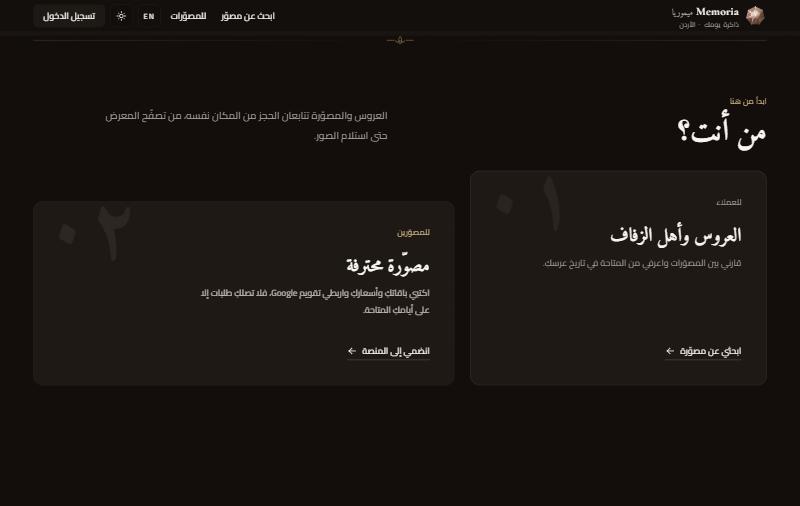 Memoria ميموريا
ذاكرة يومك · الأردن
ابحث عن مصوّر
للمصوّرات
EN
تسجيل الدخول
ابدأ من هنا
من أنت؟
العروس والمصوّرة تتابعان الحجز من المكان نفسه، من تصفّح المعرض
حتى استلام الصور.
٠١
للعملاء
العروس وأهل الزفاف
قارني بين المصوّرات واعرفي من المتاحة في تاريخ عرسكِ.
ابحثي عن مصوّرة ←
٠٢
للمصوّرين
مصوّرة محترفة
اكتبي باقاتكِ وأسعاركِ واربطي تقويم Google، فلا تصلكِ طلبات إلا
على أيامكِ المتاحة.
انضمي إلى المنصة ←